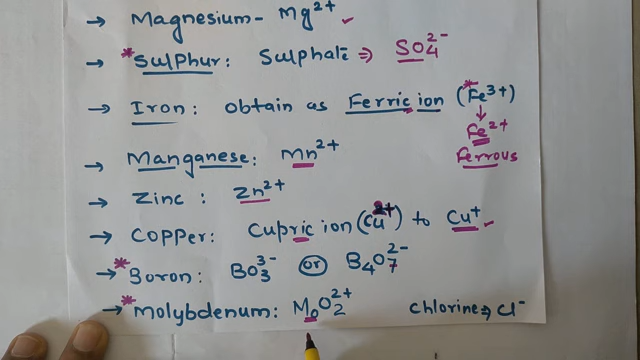 → Magnesium- Mg²⁺ ✓
→ *Sulphur: Sulphate ⇒ SO₄²⁻
→ Iron: obtain as Ferric ion (*Fe³⁺)
↓
Fe²⁺
Ferrous
→ Manganese: Mn²⁺
→ Zinc: Zn²⁺
→ Copper: Cupric ion (Cu²⁺) to Cu⁺ ✓
→ *Boron: BO₃³⁻ or B₄O₇²⁻
→ *Molybdenum: MoO₂²⁺ chlorine ⇒ Cl⁻